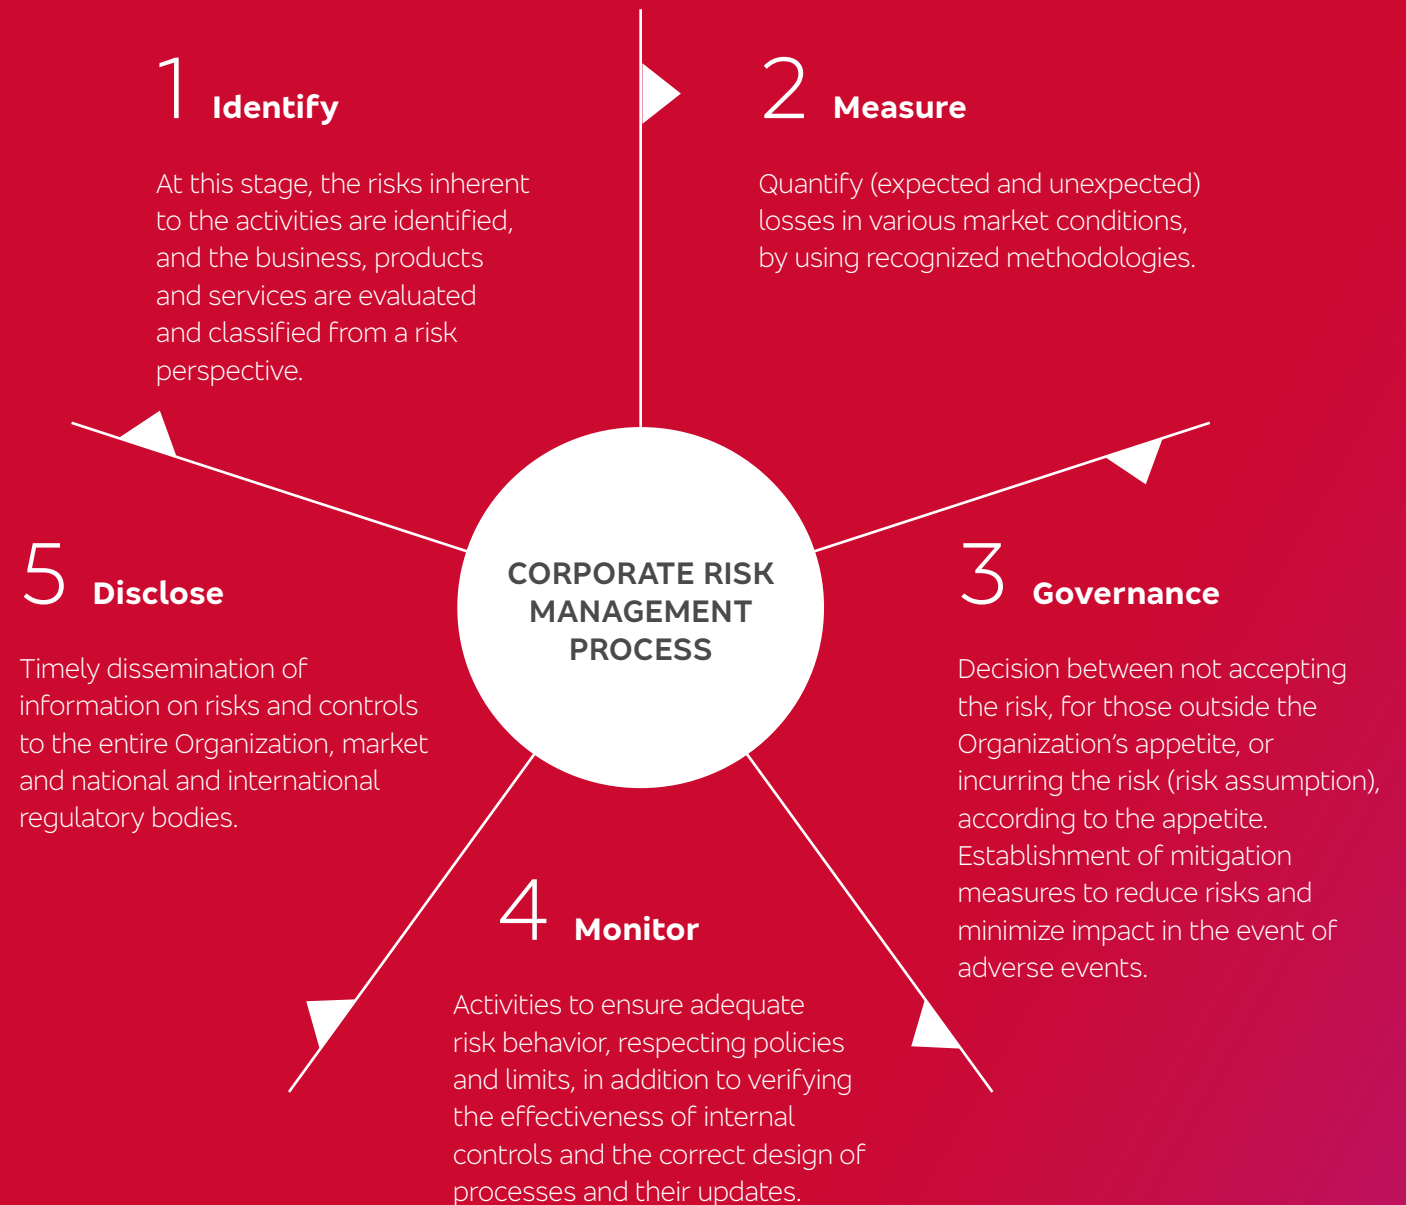 1 Identify
At this stage, the risks inherent
to the activities are identified,
and the business, products
and services are evaluated
and classified from a risk
perspective.
2 Measure
Quantify (expected and unexpected)
losses in various market conditions,
by using recognized methodologies.
CORPORATE RISK
MANAGEMENT
PROCESS
3 Governance
Decision between not accepting
the risk, for those outside the
Organization’s appetite, or
incurring the risk (risk assumption),
according to the appetite.
Establishment of mitigation
measures to reduce risks and
minimize impact in the event of
adverse events.
4 Monitor
Activities to ensure adequate
risk behavior, respecting policies
and limits, in addition to verifying
the effectiveness of internal
controls and the correct design of
processes and their updates.
5 Disclose
Timely dissemination of
information on risks and controls
to the entire Organization, market
and national and international
regulatory bodies.